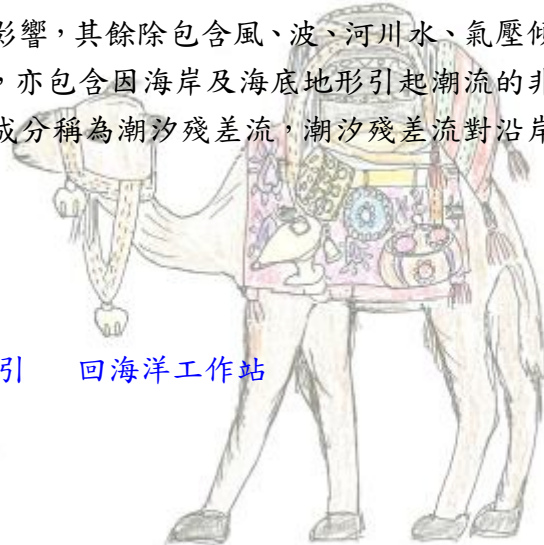 影響，其餘除包含風、波、河川水、氣壓傾
，亦包含因海岸及海底地形引起潮流的非
成分稱為潮汐殘差流，潮汐殘差流對沿岸
引 回海洋工作站